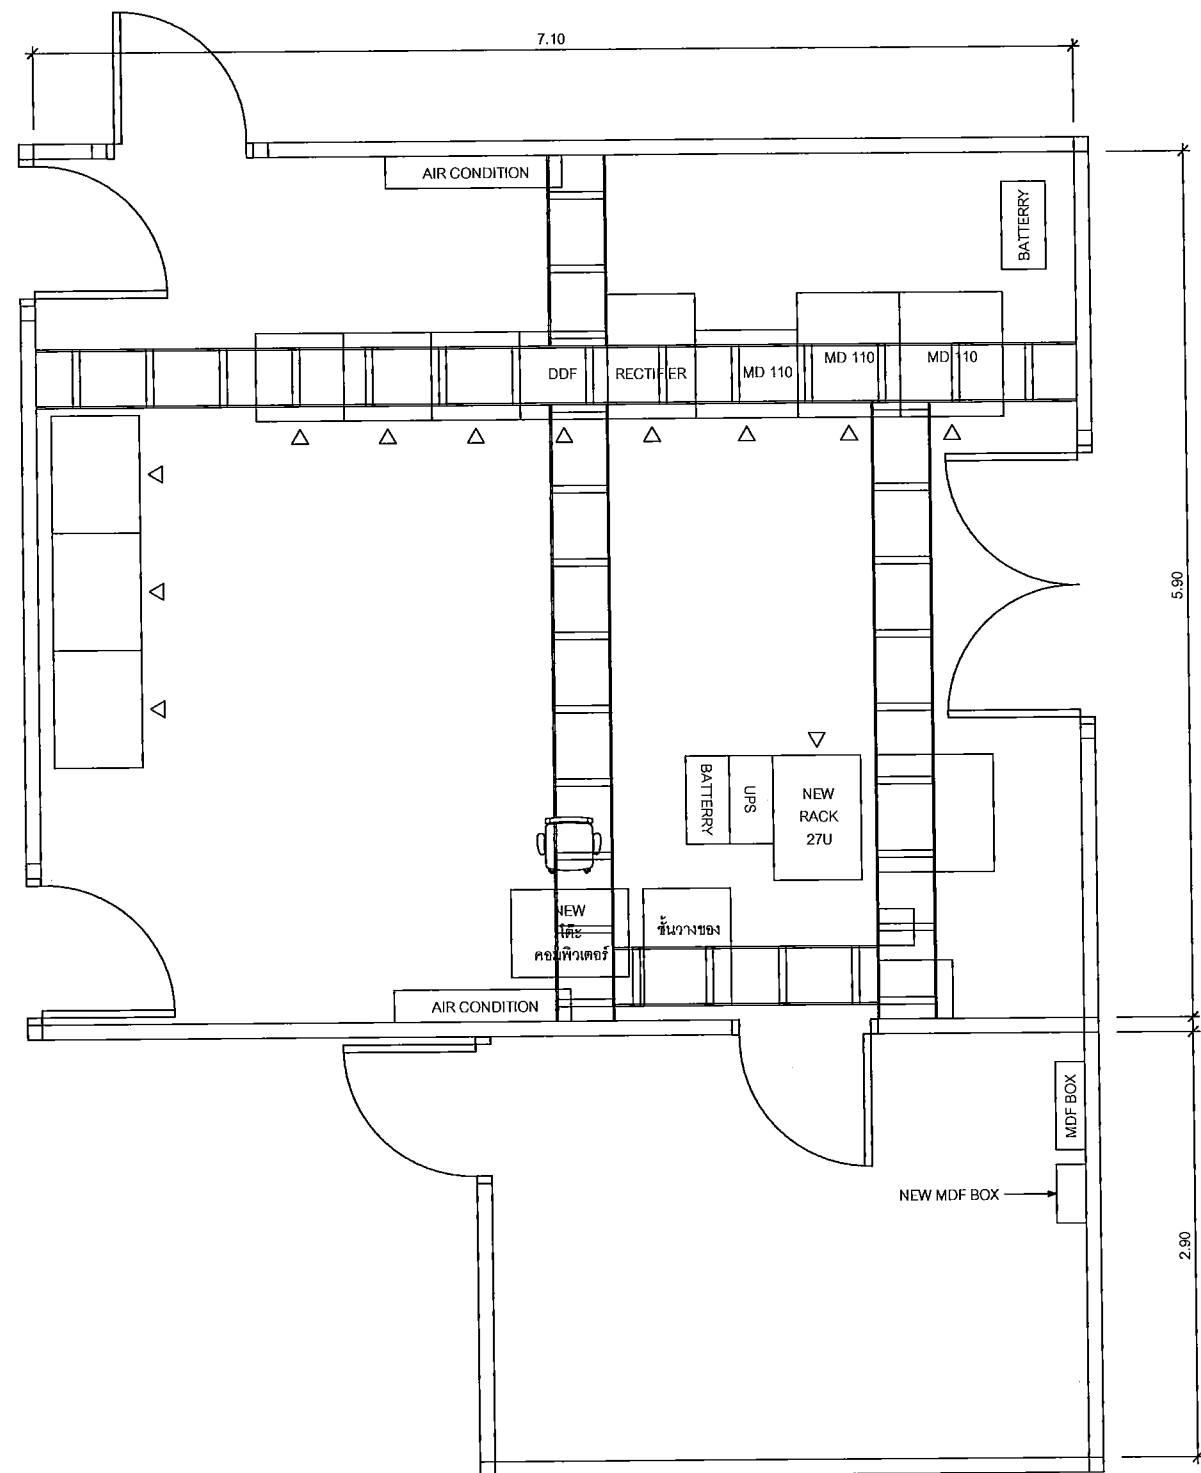 7.10
AIR CONDITION
BATTERRY
DDF
RECTIFIER
MD 110
MD 110
MD 110
5.90
BATTERRY
UPS
NEW
RACK
27U
NEW
โต๊ะ
คอมพิวเตอร์
ชั้นวางของ
AIR CONDITION
MDF BOX
NEW MDF BOX
2.90